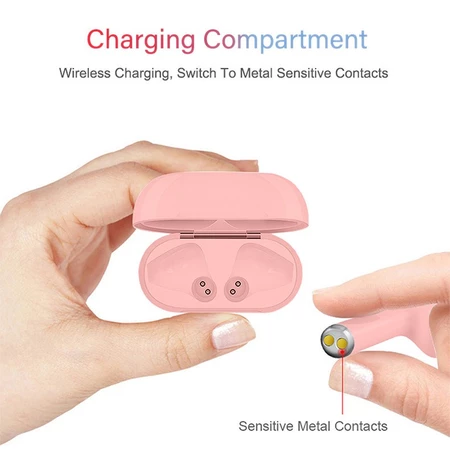 Charging Compartment
Wireless Charging, Switch To Metal Sensitive Contacts
Sensitive Metal Contacts